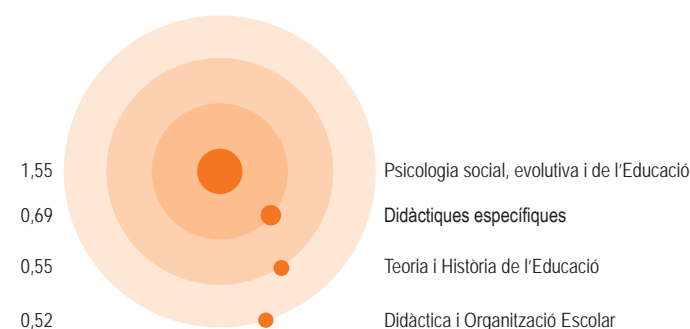 1,55 Psicologia social, evolutiva i de l'Educació
0,69 Didàctiques específiques
0,55 Teoria i Història de l'Educació
0,52 Didàctica i Organització Escolar